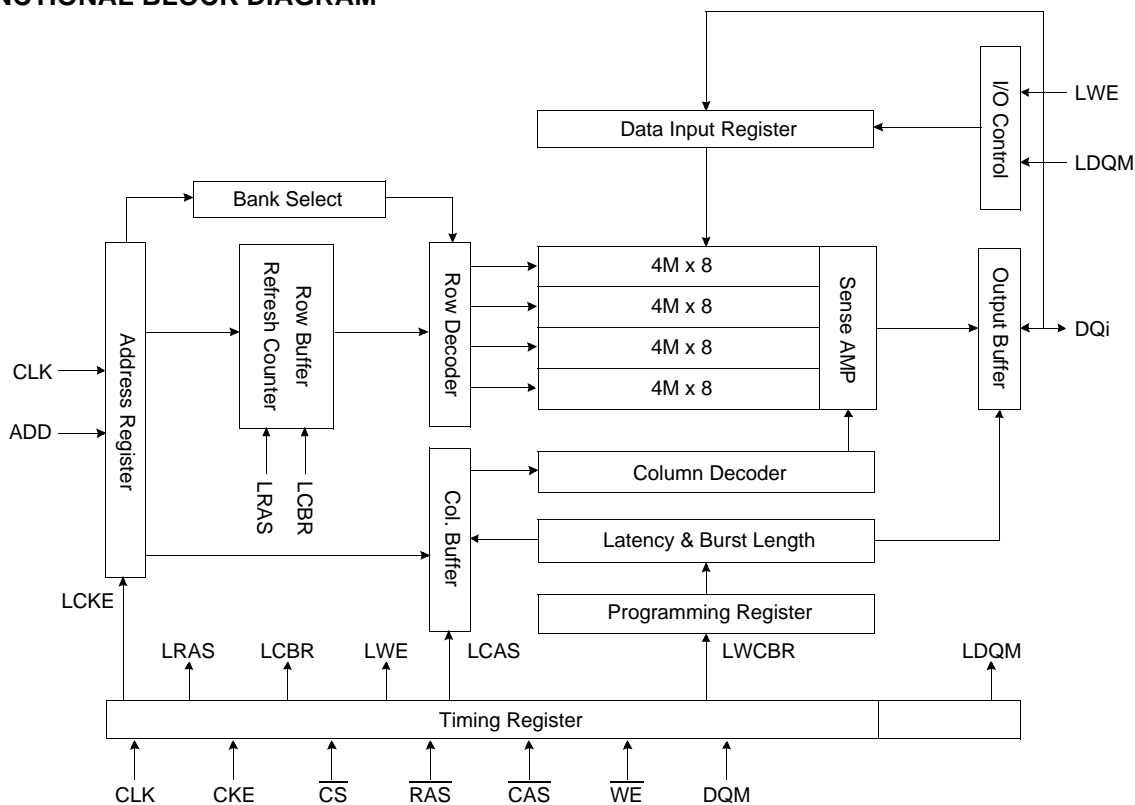 NCTIONAL BLOCK DIAGRAM
I/O Control
LWE
LDQM
Data Input Register
Bank Select
Address Register
CLK
ADD
LCKE
Row Buffer
Refresh Counter
LRAS
LCBR
Row Decoder
4M x 8
4M x 8
4M x 8
4M x 8
Sense AMP
Output Buffer
DQi
Col. Buffer
Column Decoder
Latency & Burst Length
Programming Register
LRAS
LCBR
LWE
LCAS
LWCBR
LDQM
Timing Register
CLK
CKE
CS
RAS
CAS
WE
DQM